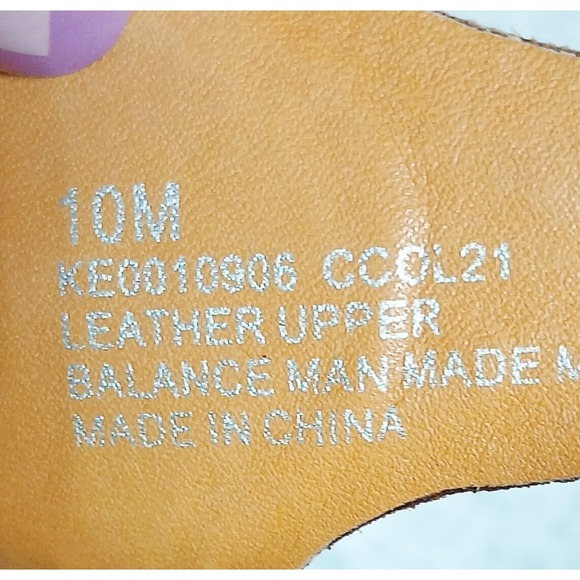 10M
KE0010906 CCOL21
LEATHER UPPER
BALANCE MAN MADE M
MADE IN CHINA